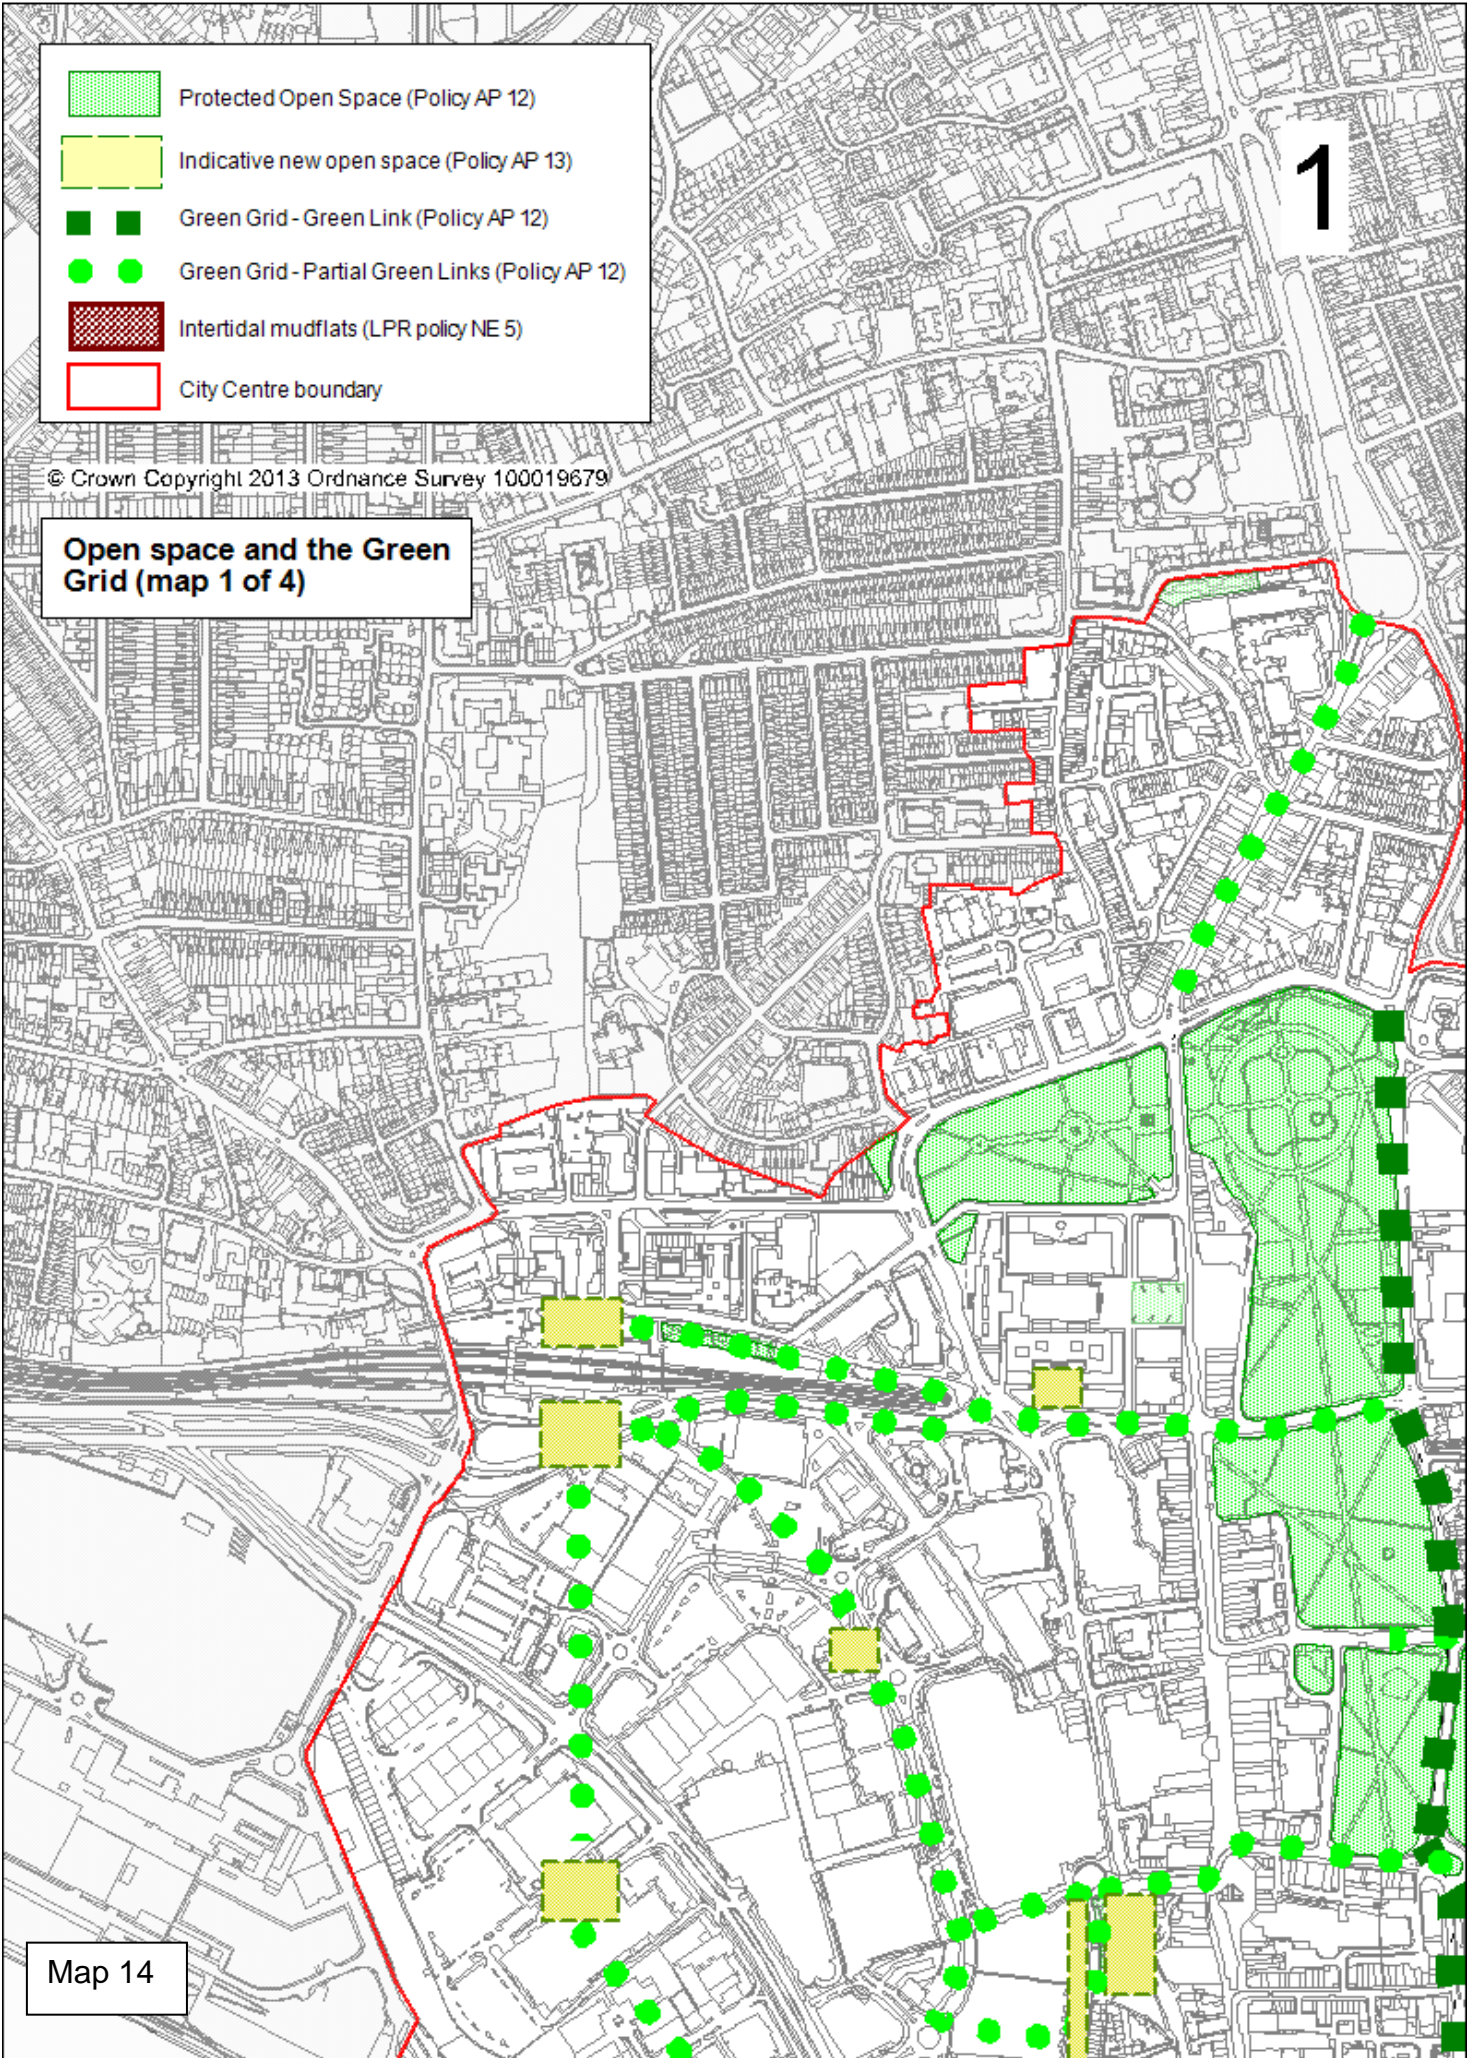 Protected Open Space (Policy AP 12)
Indicative new open space (Policy AP 13)
Green Grid - Green Link (Policy AP 12)
Green Grid - Partial Green Links (Policy AP 12)
Intertidal mudflats (LPR policy NE 5)
City Centre boundary
1
© Crown Copyright 2013 Ordnance Survey 100019679
Open space and the Green
Grid (map 1 of 4)
Map 14